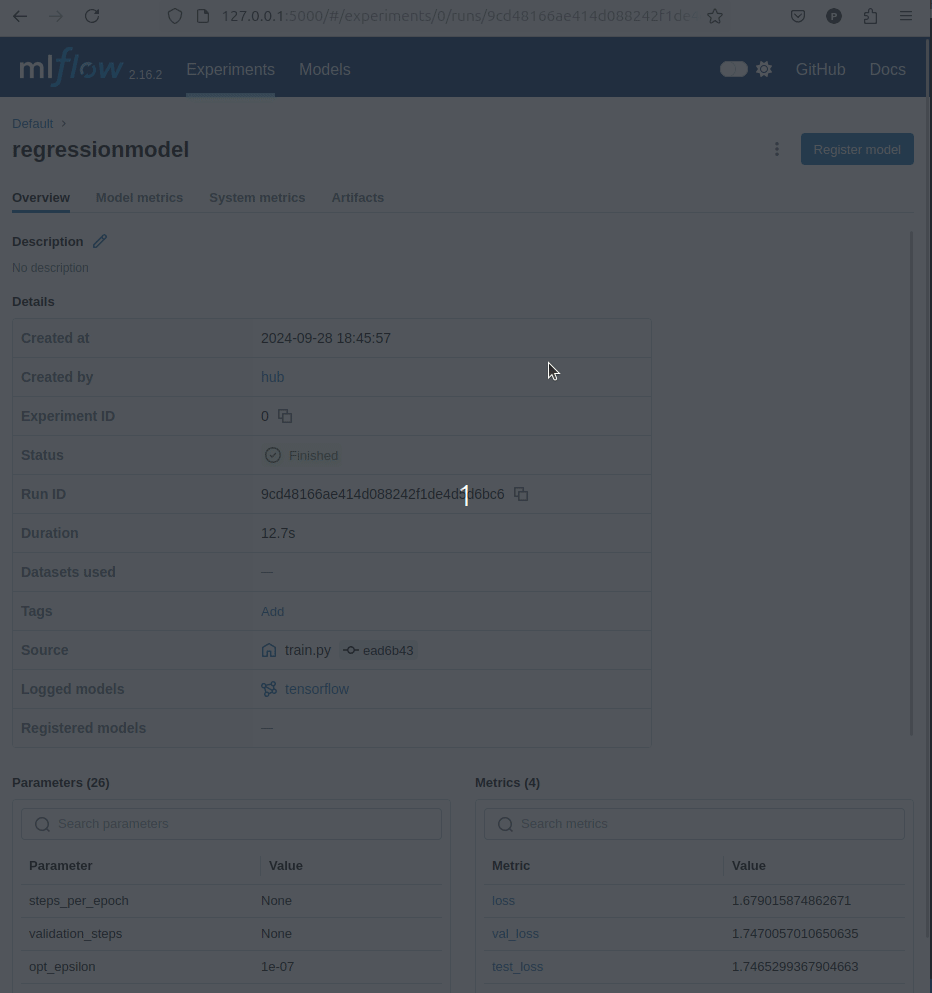 127.0.0.1:5000/#/experiments/0/runs/9cd48166ae414d088242f1de4
mlflow 2.16.2 Experiments Models GitHub Docs
Default
regressionmodel
Register model
Overview Model metrics System metrics Artifacts
Description
No description
Details
Created at 2024-09-28 18:45:57
Created by hub
Experiment ID 0
Status Finished
Run ID
1
Duration 12.7s
Datasets used —
Tags Add
Source train.py ead6b43
Logged models tensorflow
Registered models —
Parameters (26) Metrics (4)
Search parameters Search metrics
Parameter Value Metric Value
steps_per_epoch None loss 1.679015874862671
validation_steps None val_loss 1.7470057010650635
opt_epsilon 1e-07 test_loss 1.7465299367904663